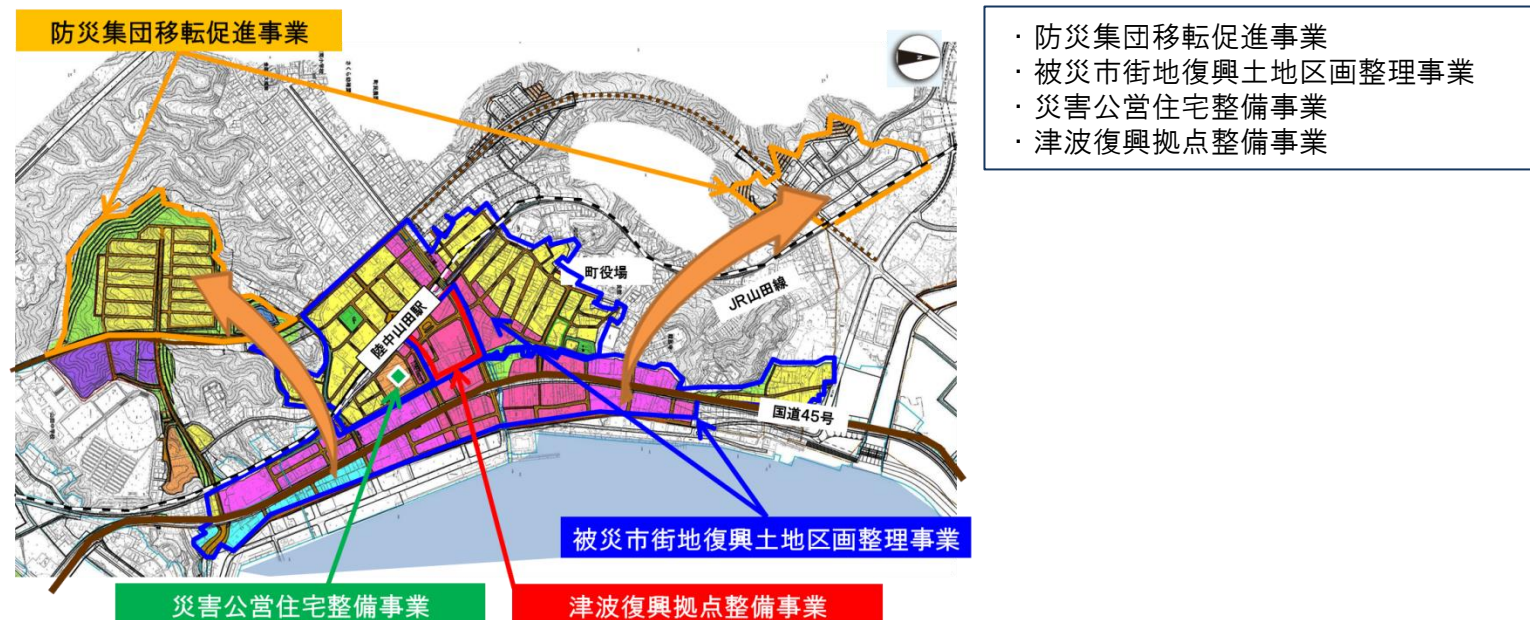 防災集団移転促進事業
・防災集団移転促進事業
・被災市街地復興土地区画整理事業
・災害公営住宅整備事業
・津波復興拠点整備事業
町役場
JR山田線
陸中山田駅
国道45号
被災市街地復興土地区画整理事業
災害公営住宅整備事業
津波復興拠点整備事業